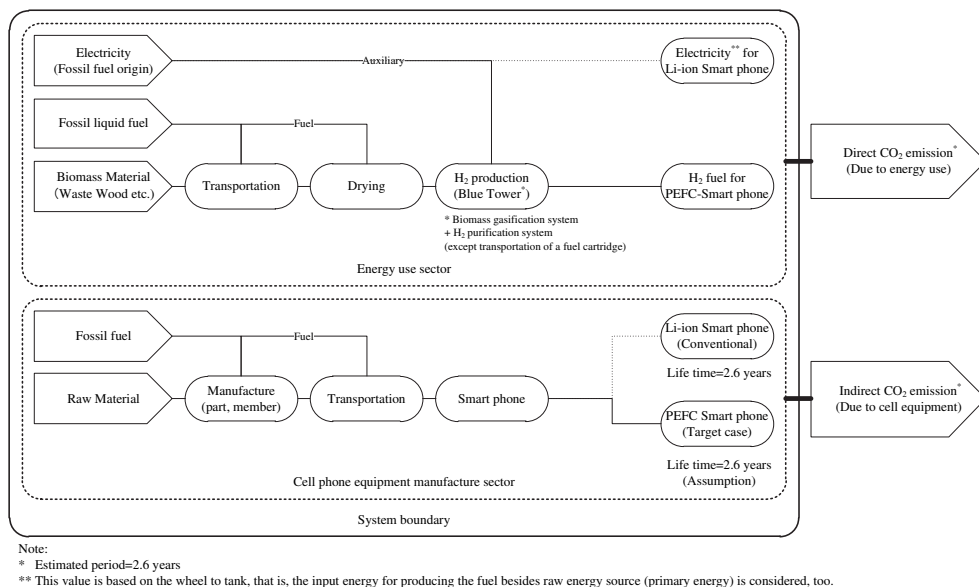 Electricity
(Fossil fuel origin)
Auxiliary
Electricity** for
Li-ion Smart phone
Fossil liquid fuel
Fuel
Biomass Material
(Waste Wood etc.)
Transportation
Drying
H2 production
(Blue Tower*)
H2 fuel for
PEFC-Smart phone
* Biomass gasification system
+ H2 purification system
(except transportation of a fuel cartridge)
Energy use sector
Direct CO2 emission*
(Due to energy use)
Fossil fuel
Fuel
Li-ion Smart phone
(Conventional)
Life time=2.6 years
Raw Material
Manufacture
(part, member)
Transportation
Smart phone
PEFC Smart phone
(Target case)
Life time=2.6 years
(Assumption)
Cell phone equipment manufacture sector
Indirect CO2 emission*
(Due to cell equipment)
System boundary
Note:
* Estimated period=2.6 years
** This value is based on the wheel to tank, that is, the input energy for producing the fuel besides raw energy source (primary energy) is considered, too.